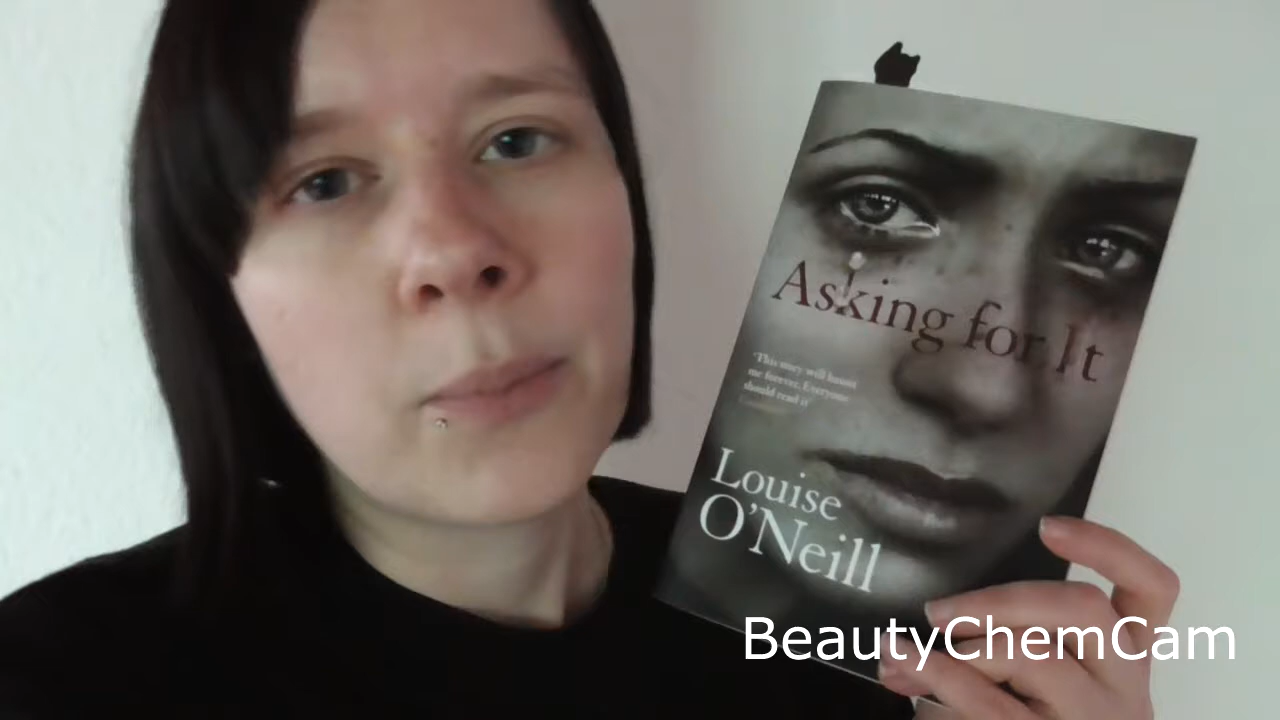 Asking for It
'This story will haunt
me forever. Everyone
should read it'
Louise
O'Neill
BeautyChemCam